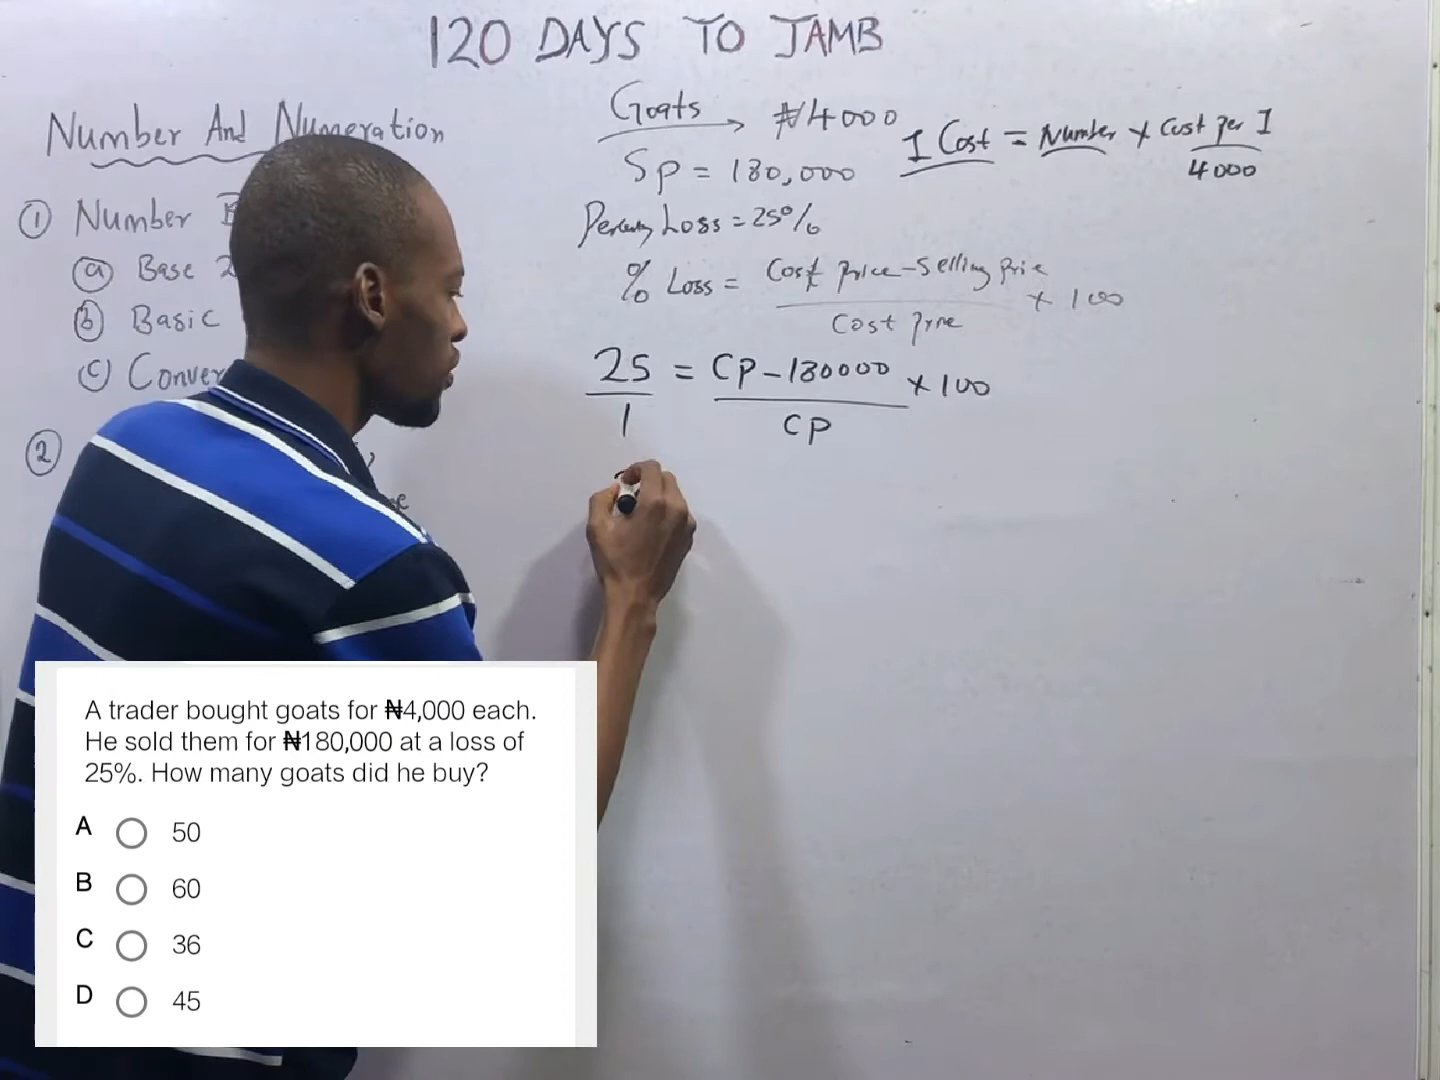 120 DAYS TO JAMB
Number And Numeration
① Number
ⓐ Base 2
ⓑ Basic
ⓒ Conver
②
Goats → ₦4000
SP = 180,000
T Cost = Number × Cost per 1
4000
Loss = 25%
% Loss = Cost Price - Selling Price × 100
Cost Price
25 = CP - 180000 × 100
1 CP
A trader bought goats for ₦4,000 each.
He sold them for ₦180,000 at a loss of
25%. How many goats did he buy?
A 50
B 60
C 36
D 45